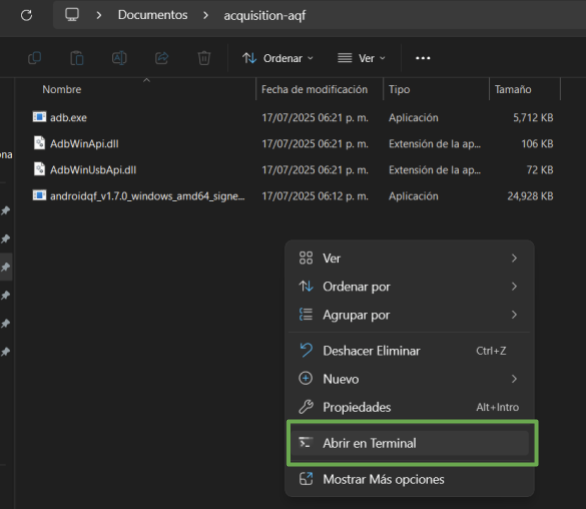 Documentos > acquisition-aqf
Ordenar Ver ...
Nombre Fecha de modificación Tipo Tamaño
adb.exe 17/07/2025 06:21 p. m. Aplicación 5,712 KB
AdbWinApi.dll 17/07/2025 06:21 p. m. Extensión de la ap... 106 KB
AdbWinUsbApi.dll 17/07/2025 06:21 p. m. Extensión de la ap... 72 KB
androidqf_v1.7.0_windows_amd64_signe... 17/07/2025 06:12 p. m. Aplicación 24,928 KB
ona
Ver
Ordenar por
Agrupar por
Deshacer Eliminar Ctrl+Z
Nuevo
Propiedades Alt+Intro
Abrir en Terminal
Mostrar Más opciones